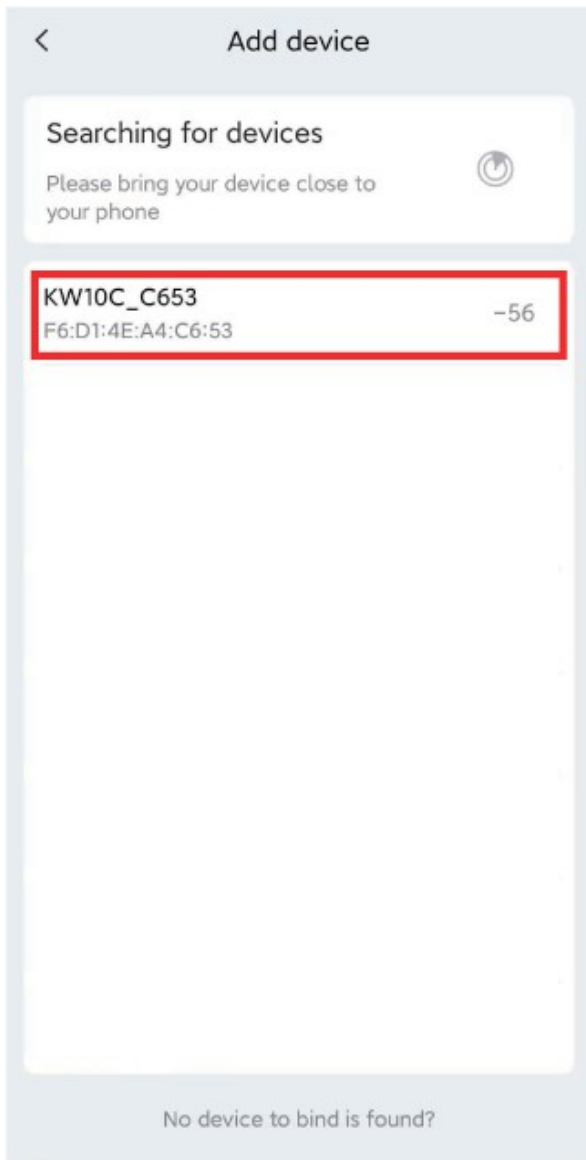 Add device
Searching for devices
Please bring your device close to
your phone
KW10C_C653
-56
F6:D1:4E:A4:C6:53
No device to bind is found?